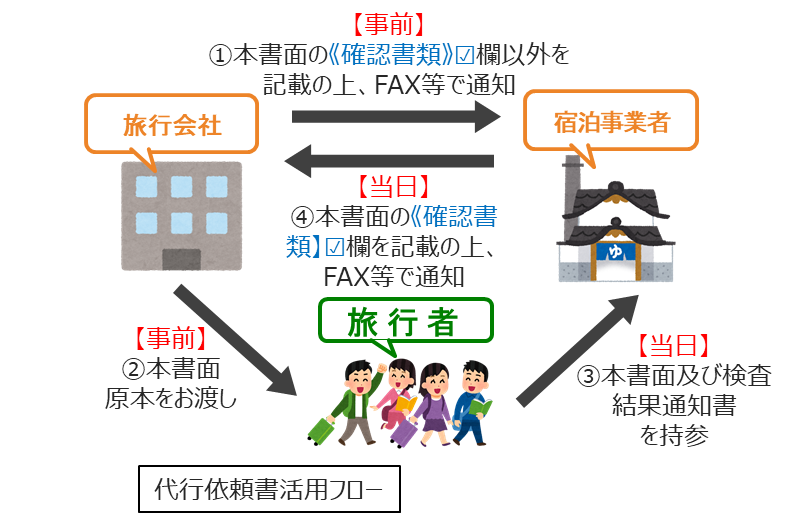 【事前】
①本書面の《確認書類》☑欄以外を
記載の上、FAX等で通知
旅行会社
宿泊事業者
【当日】
④本書面の《確認書
類】☑欄を記載の上、
FAX等で通知
ゆ
旅行者
【事前】
②本書面
原本をお渡し
【当日】
③本書面及び検査
結果通知書
を持参
代行依頼書活用フロー